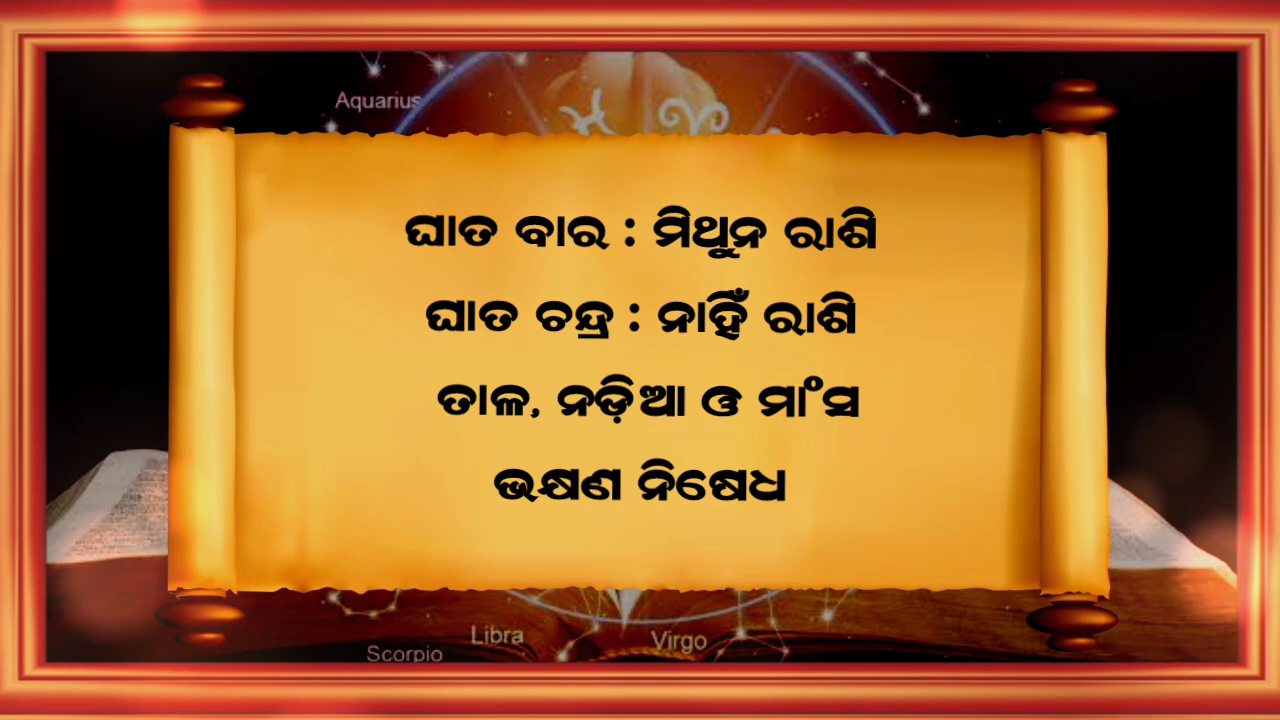 Aquarius
ଘାତ ବାର : ମିଥୁନ ରାଶି
ଘାତ ଚନ୍ଦ୍ର : ନାହିଁ ରାଶି
ତାଳ, ନଡ଼ିଆ ଓ ମାଂସ
ଭକ୍ଷଣ ନିଷେଧ
Libra
Virgo
Scorpio